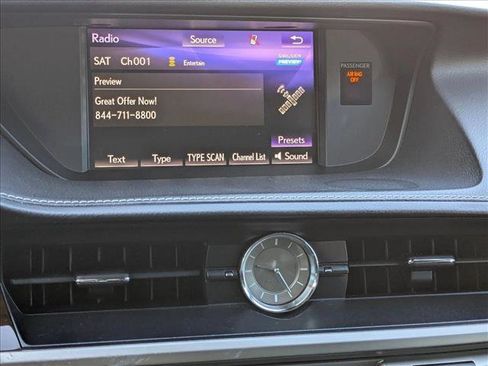 Radio
Source
SAT Ch001 Entertain
PREVIEW
Preview
Great Offer Now!
844-711-8800
Presets
Text Type TYPE SCAN Channel List Sound
PASSENGER
AIR BAG
OFF